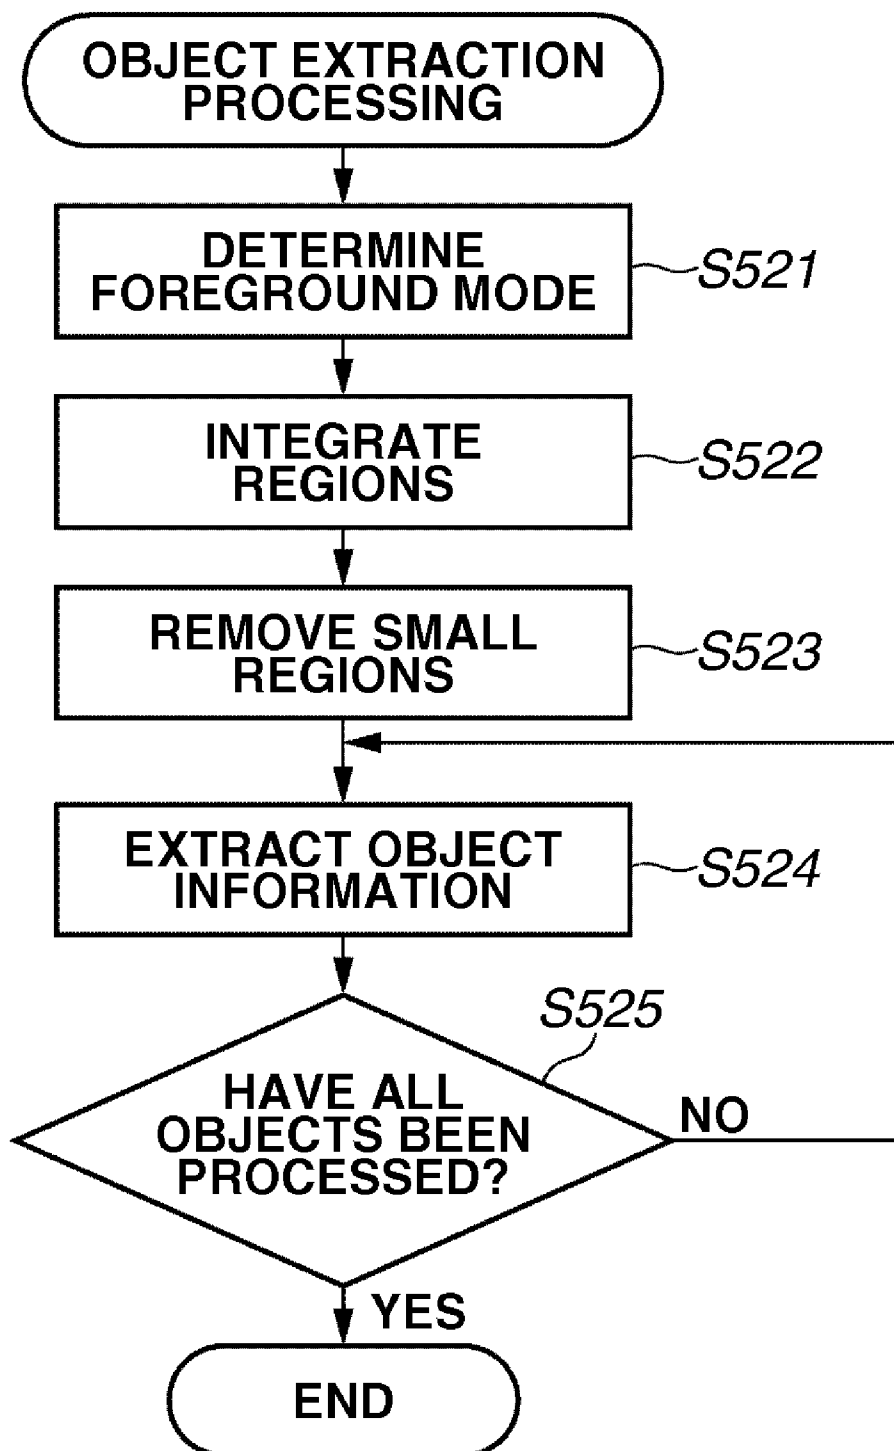 OBJECT EXTRACTION
PROCESSING
DETERMINE
FOREGROUND MODE
S521
INTEGRATE
REGIONS
S522
REMOVE SMALL
REGIONS
S523
EXTRACT OBJECT
INFORMATION
S524
S525
HAVE ALL
OBJECTS BEEN
PROCESSED?
NO
YES
END